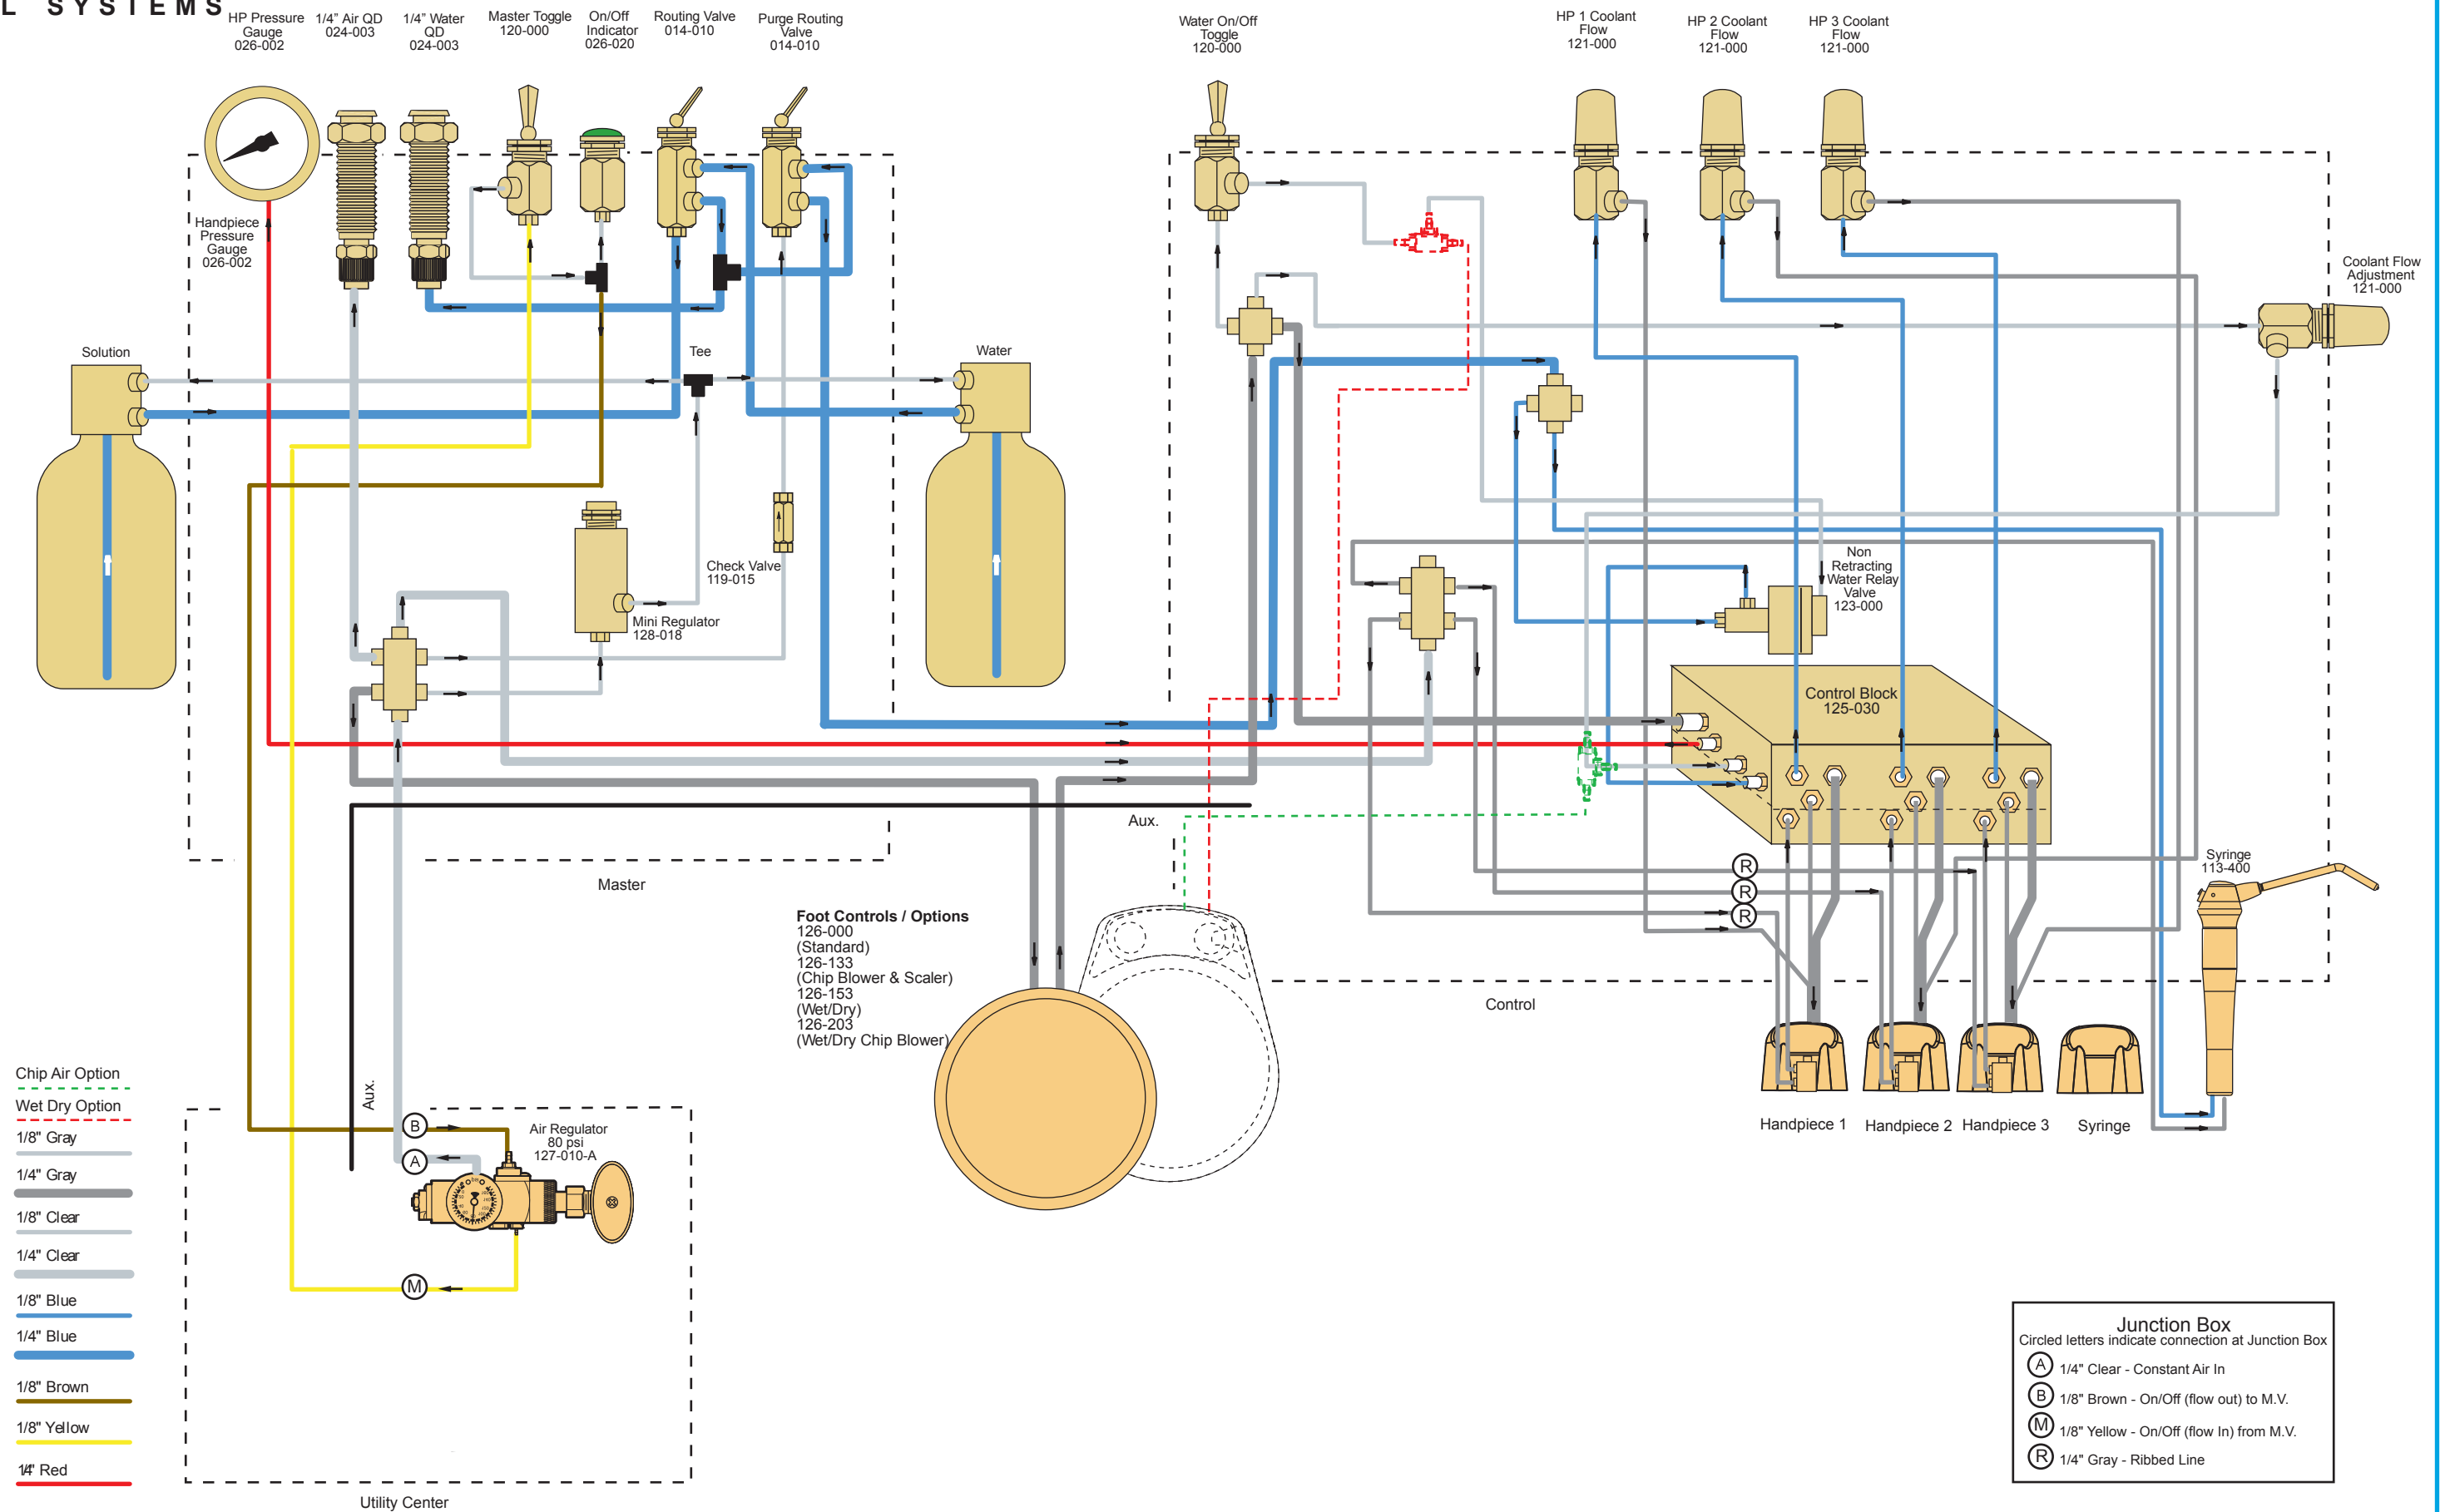 L SYSTEMS
HP Pressure
Gauge
026-002
1/4” Air QD
024-003
1/4” Water
QD
024-003
Master Toggle
120-000
On/Off
Indicator
026-020
Routing Valve
014-010
Purge Routing
Valve
014-010
Water On/Off
Toggle
120-000
HP 1 Coolant
Flow
121-000
HP 2 Coolant
Flow
121-000
HP 3 Coolant
Flow
121-000
Handpiece
Pressure
Gauge
026-002
Coolant Flow
Adjustment
121-000
Solution
Tee
Water
Check Valve
119-015
Mini Regulator
128-018
Non
Retracting
Water Relay
Valve
123-000
Control Block
125-030
Aux.
Master
Syringe
113-400
R
R
R
Foot Controls / Options
126-000
(Standard)
126-133
(Chip Blower & Scaler)
126-153
(Wet/Dry)
126-203
(Wet/Dry Chip Blower)
Control
Handpiece 1
Handpiece 2
Handpiece 3
Syringe
Aux.
B
A
M
Air Regulator
80 psi
127-010-A
Utility Center
Chip Air Option
Wet Dry Option
1/8" Gray
1/4" Gray
1/8" Clear
1/4" Clear
1/8" Blue
1/4" Blue
1/8" Brown
1/8" Yellow
1/4" Red
Junction Box
Circled letters indicate connection at Junction Box
A 1/4" Clear - Constant Air In
B 1/8" Brown - On/Off (flow out) to M.V.
M 1/8" Yellow - On/Off (flow In) from M.V.
R 1/4" Gray - Ribbed Line